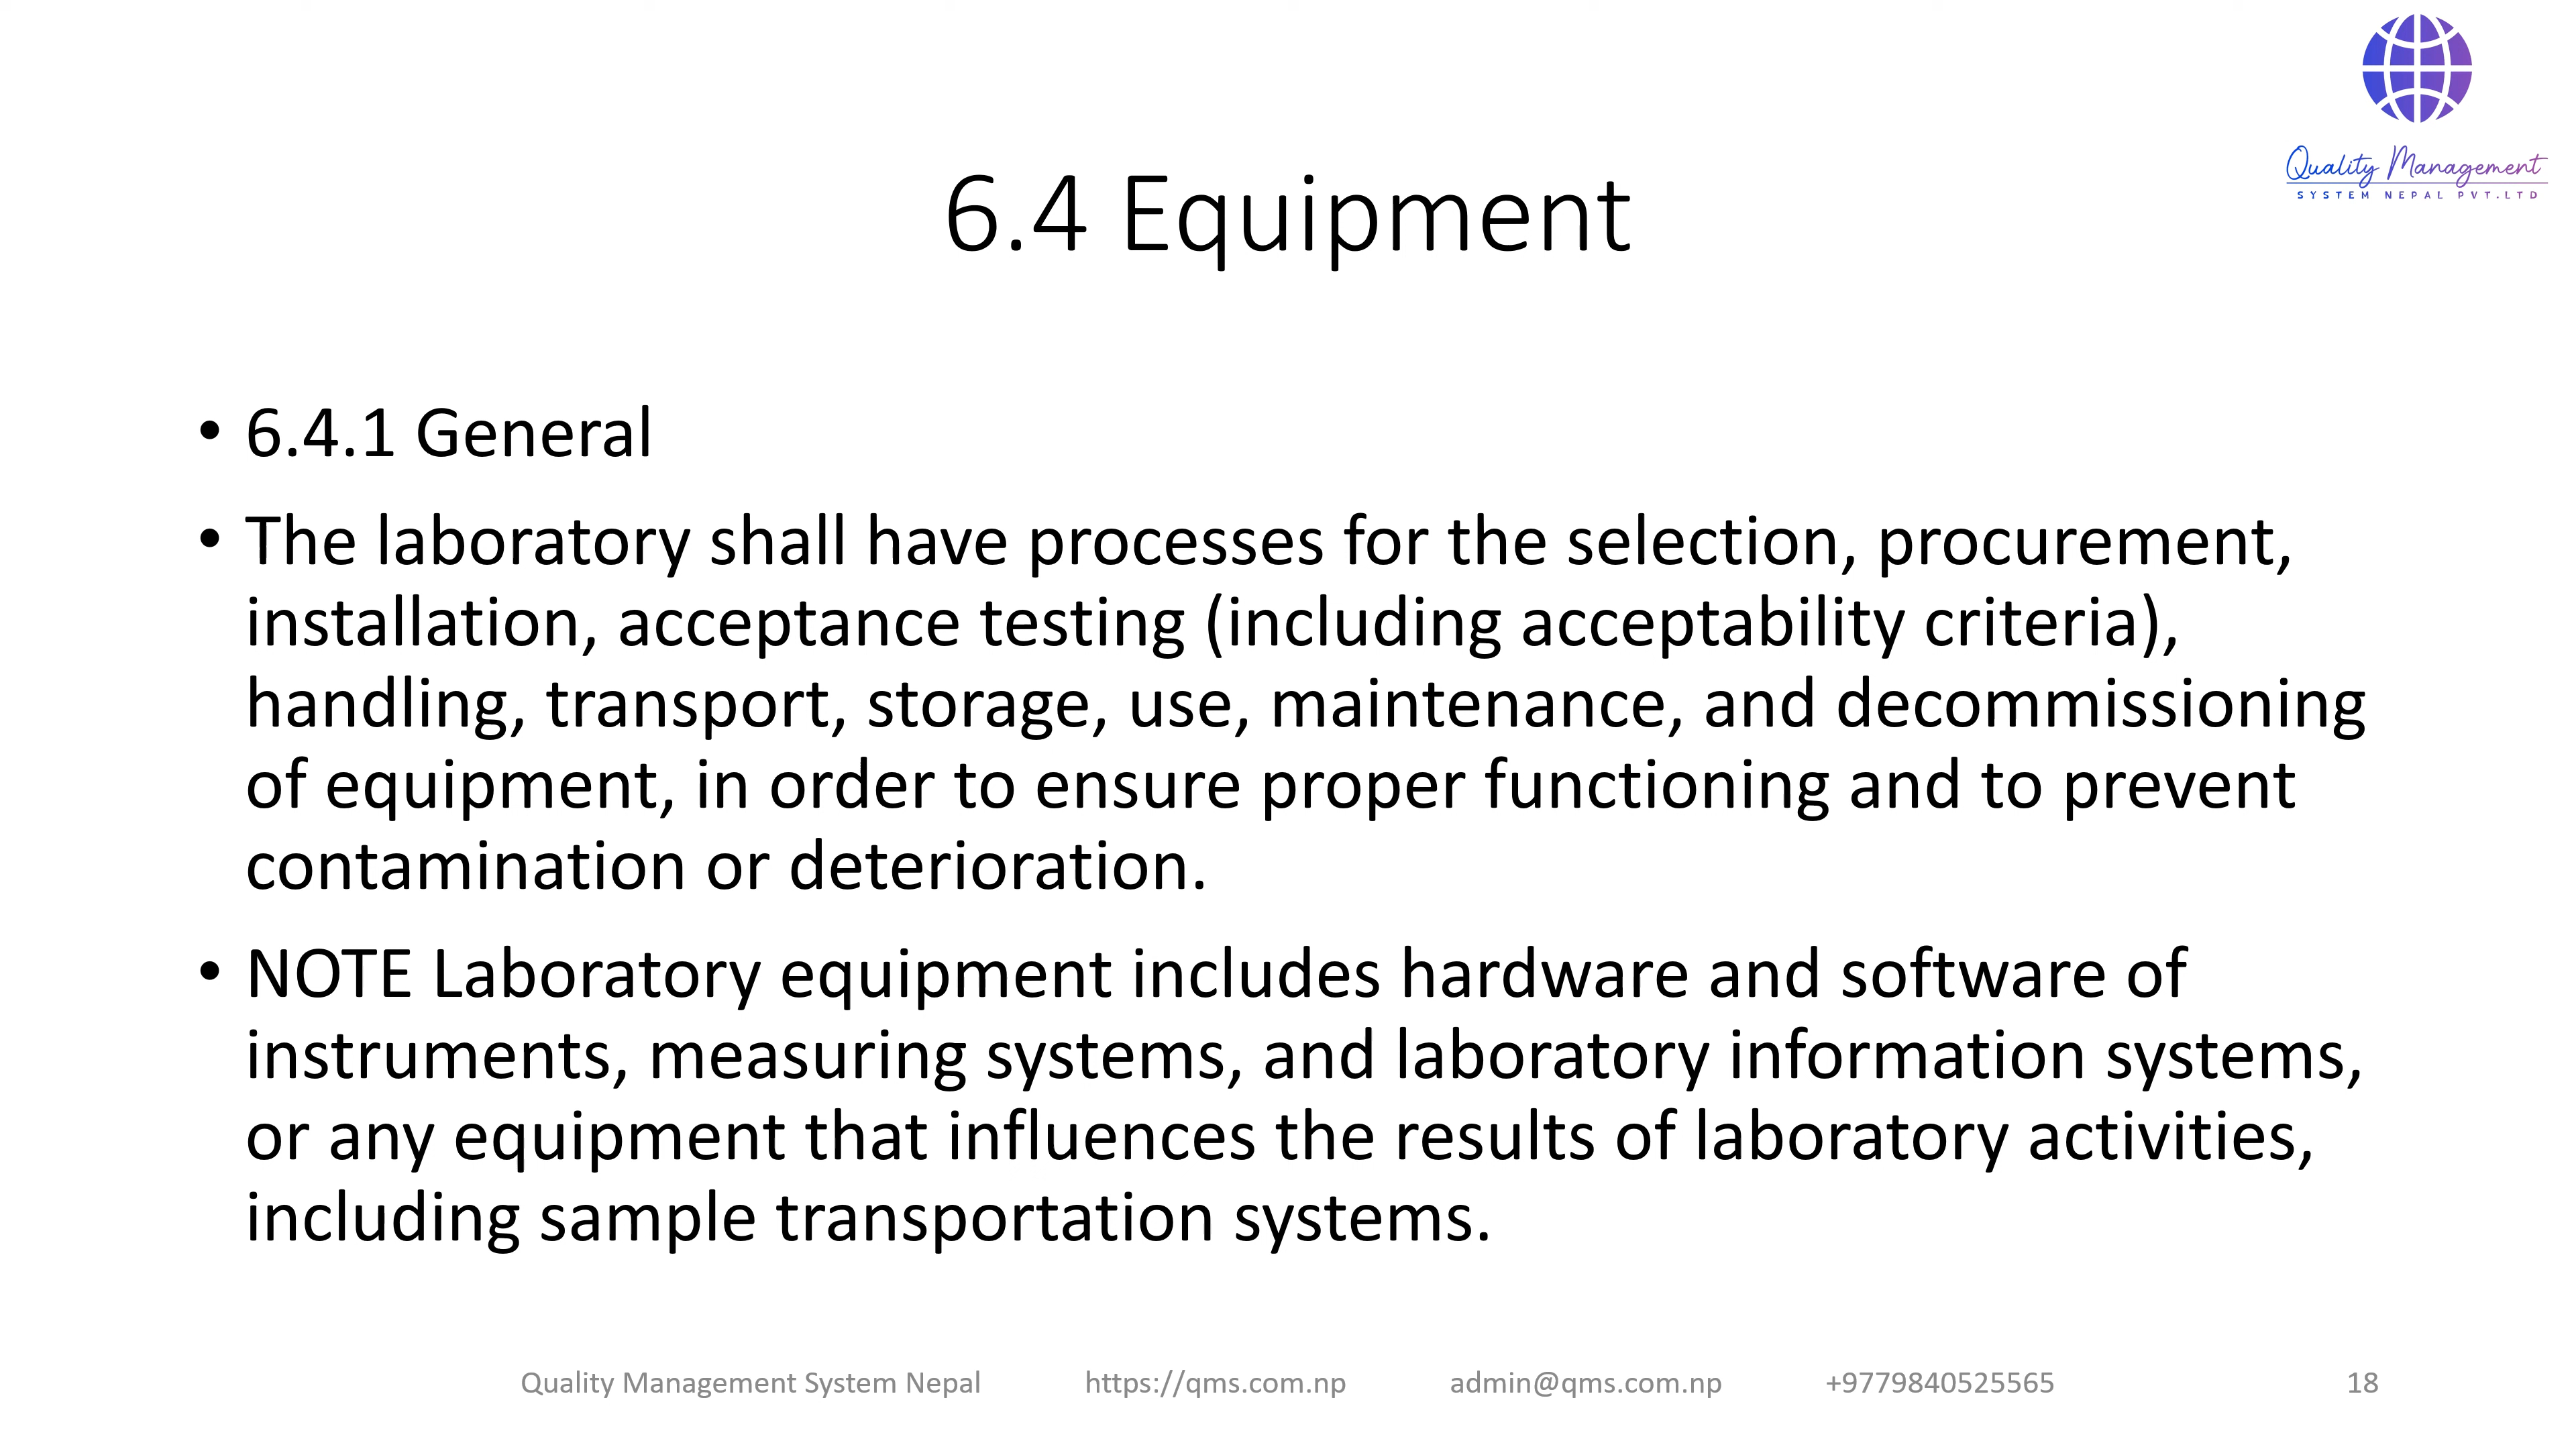 Quality Management
SYSTEM NEPAL PVT.LTD
6.4 Equipment
• 6.4.1 General
• The laboratory shall have processes for the selection, procurement,
installation, acceptance testing (including acceptability criteria),
handling, transport, storage, use, maintenance, and decommissioning
of equipment, in order to ensure proper functioning and to prevent
contamination or deterioration.
• NOTE Laboratory equipment includes hardware and software of
instruments, measuring systems, and laboratory information systems,
or any equipment that influences the results of laboratory activities,
including sample transportation systems.
Quality Management System Nepal https://qms.com.np admin@qms.com.np +9779840525565 18